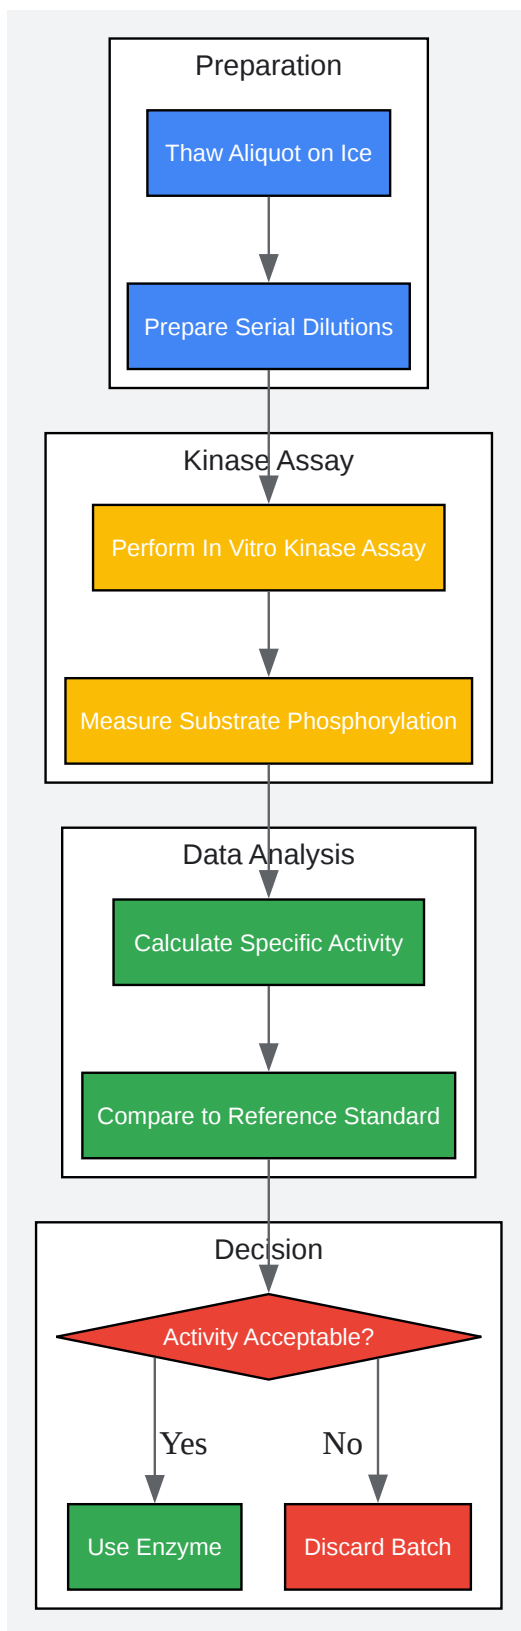 Preparation
Thaw Aliquot on Ice
Prepare Serial Dilutions
Kinase Assay
Perform In Vitro Kinase Assay
Measure Substrate Phosphorylation
Data Analysis
Calculate Specific Activity
Compare to Reference Standard
Decision
Activity Acceptable?
Yes
No
Use Enzyme
Discard Batch